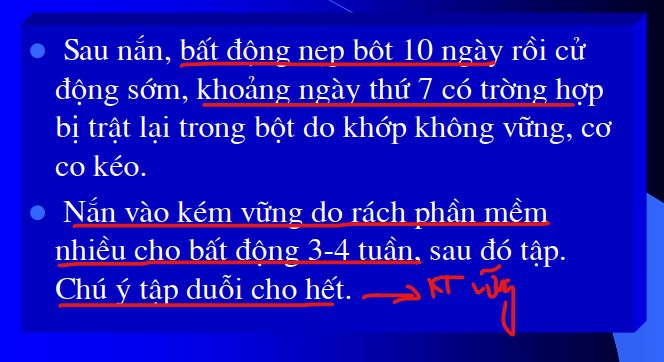 Sau nắn, bất động nẹp bột 10 ngày rồi cử
động sớm, khoảng ngày thứ 7 có trờng hợp
bị trật lại trong bột do khớp không vững, cơ
co kéo.
Nắn vào kém vững do rách phần mềm
nhiều cho bất động 3-4 tuần, sau đó tập.
Chú ý tập duỗi cho hết. → KT vững